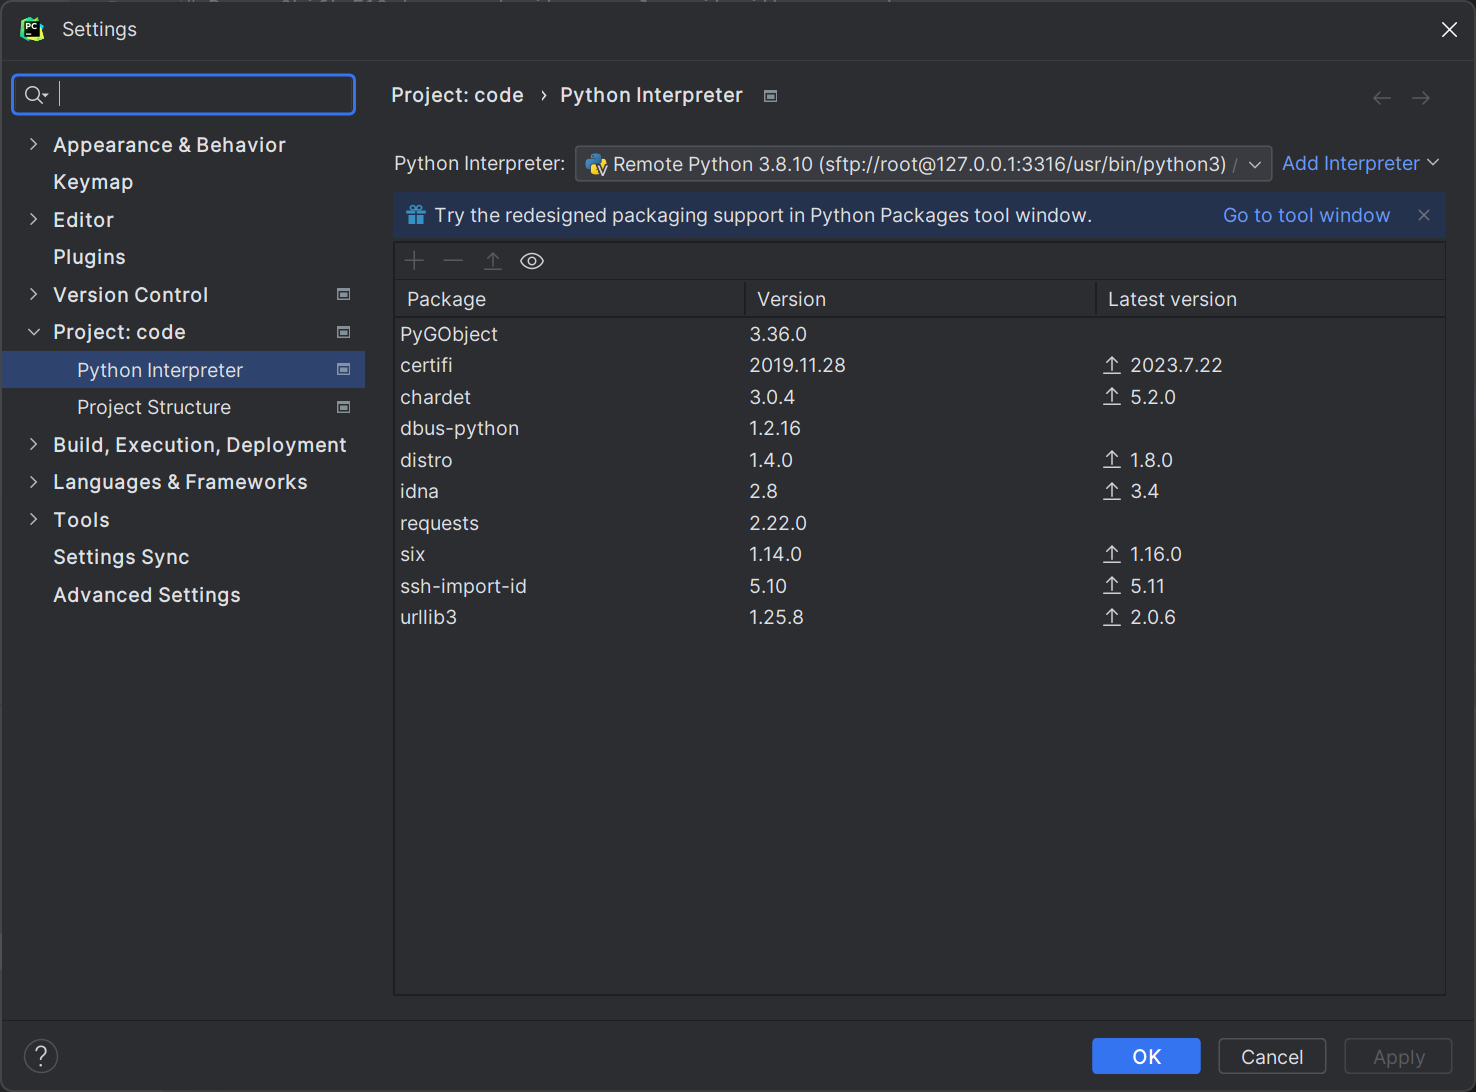 Settings
Project: code › Python Interpreter
Python Interpreter: Remote Python 3.8.10 (sftp://root@127.0.0.1:3316/usr/bin/python3) / Add Interpreter
Try the redesigned packaging support in Python Packages tool window. Go to tool window
Appearance & Behavior
Keymap
Editor
Plugins
Version Control
Project: code
Python Interpreter
Project Structure
Build, Execution, Deployment
Languages & Frameworks
Tools
Settings Sync
Advanced Settings
Package Version Latest version
PyGObject 3.36.0
certifi 2019.11.28 2023.7.22
chardet 3.0.4 5.2.0
dbus-python 1.2.16
distro 1.4.0 1.8.0
idna 2.8 3.4
requests 2.22.0
six 1.14.0 1.16.0
ssh-import-id 5.10 5.11
urllib3 1.25.8 2.0.6
? OK Cancel Apply